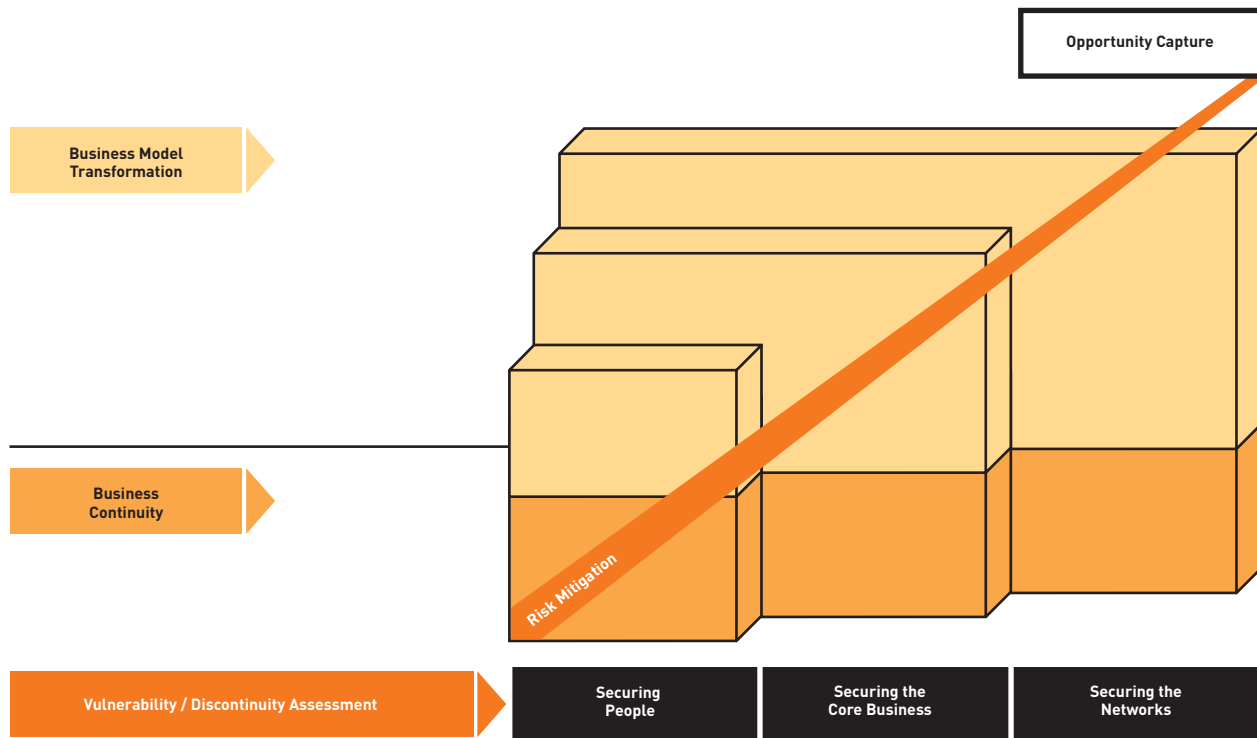 Opportunity Capture
Business Model
Transformation
Business
Continuity
Risk Mitigation
Vulnerability / Discontinuity Assessment
Securing
People
Securing the
Core Business
Securing the
Networks